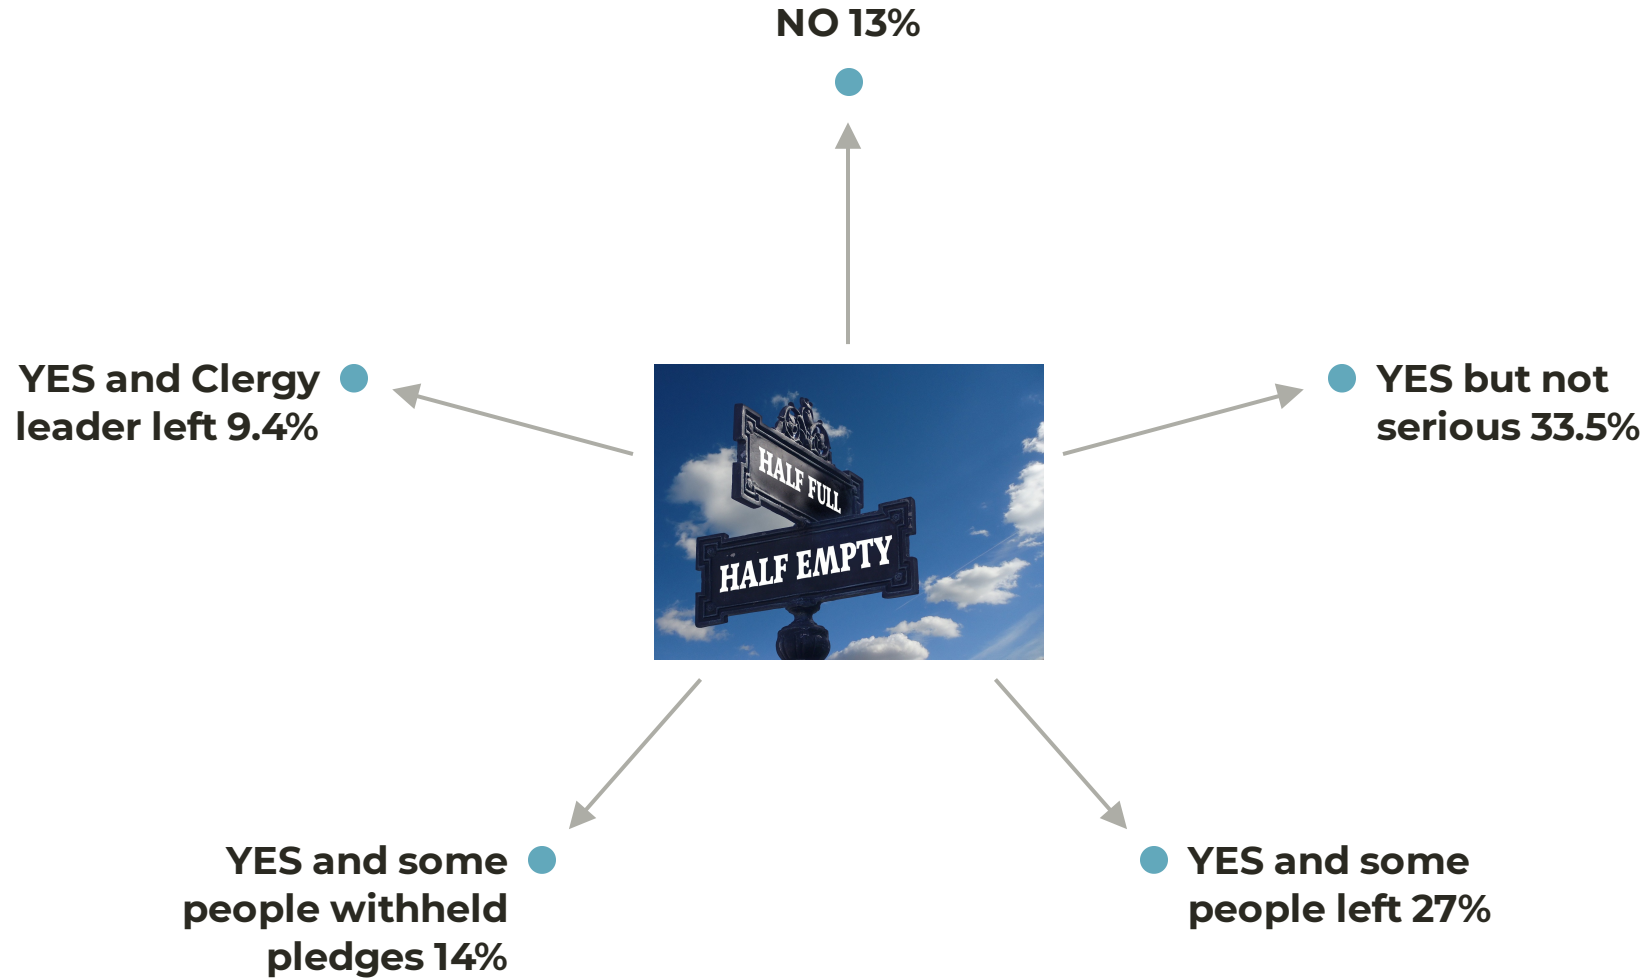 NO 13%
YES and Clergy
leader left 9.4%
YES but not
serious 33.5%
HALF FULL
HALF EMPTY
YES and some
people withheld
pledges 14%
YES and some
people left 27%